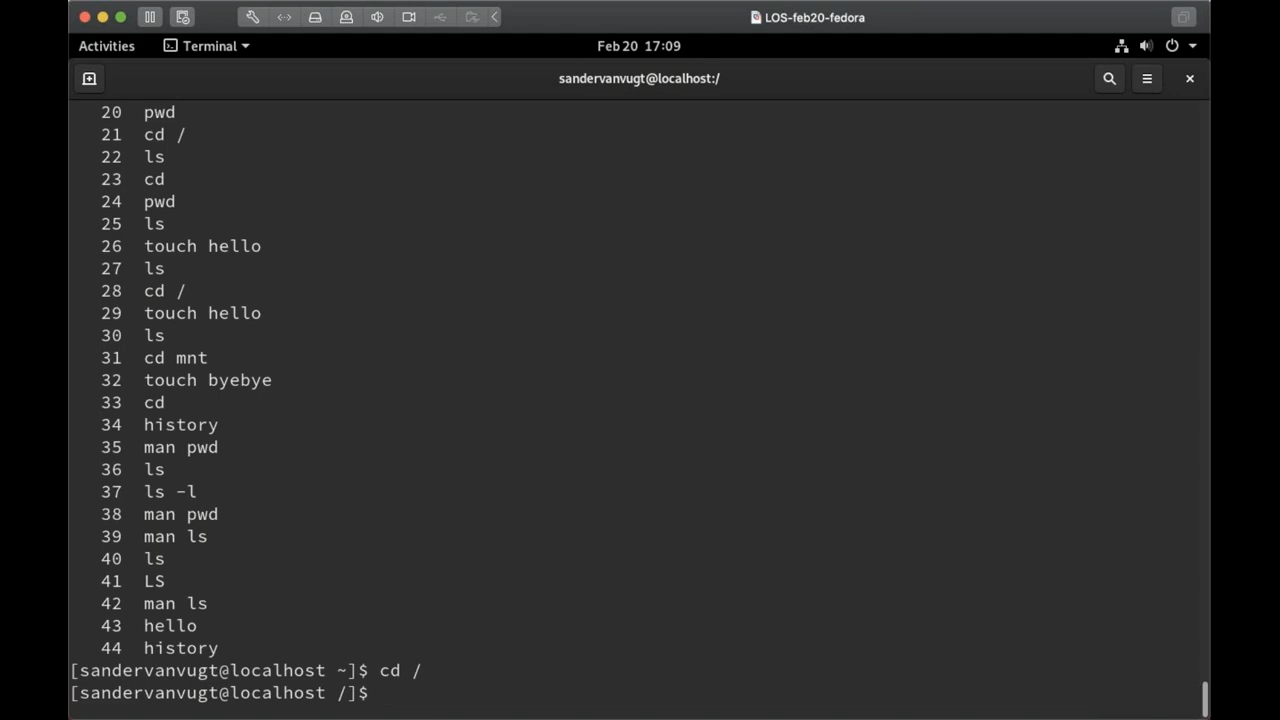 LOS-feb20-fedora
Activities Terminal Feb 20 17:09
sandervanvugt@localhost:/
20 pwd
21 cd /
22 ls
23 cd
24 pwd
25 ls
26 touch hello
27 ls
28 cd /
29 touch hello
30 ls
31 cd mnt
32 touch byebye
33 cd
34 history
35 man pwd
36 ls
37 ls -l
38 man pwd
39 man ls
40 ls
41 LS
42 man ls
43 hello
44 history
[sandervanvugt@localhost ~]$ cd /
[sandervanvugt@localhost /]$